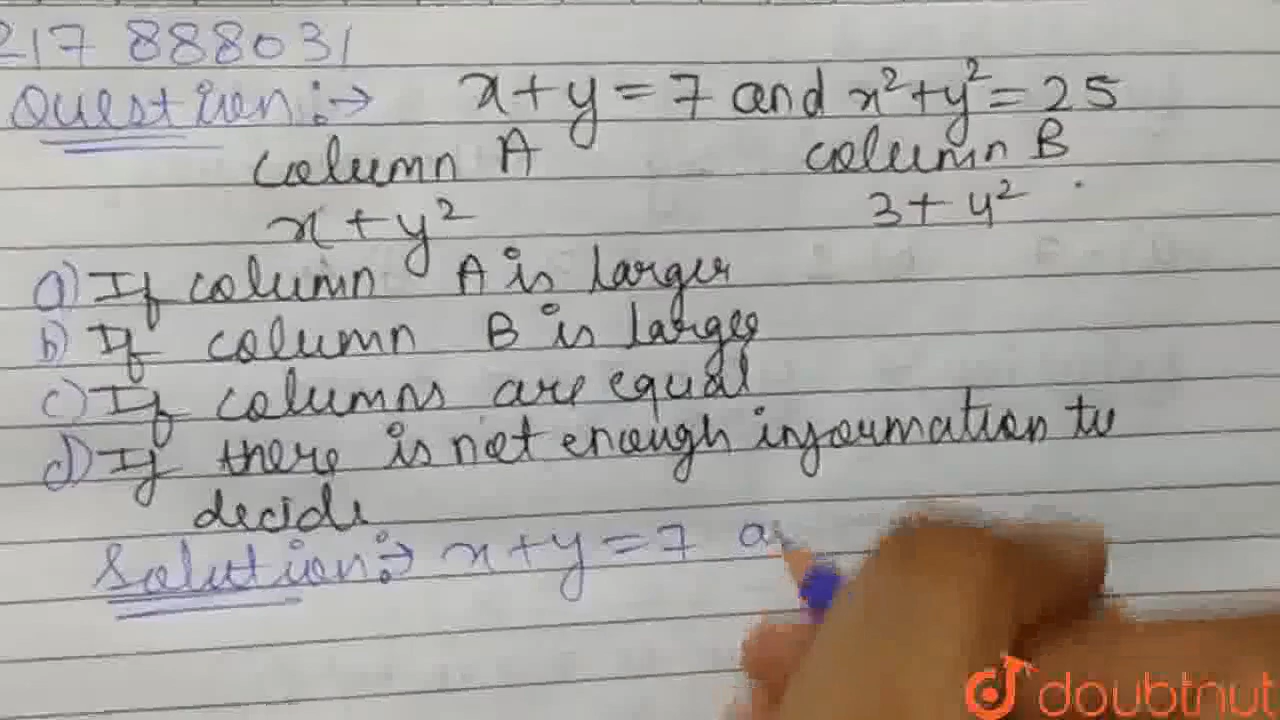 217 888031
Question:→ x+y=7 and x²+y²=25
column A column B
x+y² 3+y²
a) If column A is larger
b) If column B is larger
c) If columns are equal
d) If there is not enough information to
decide
Solution:→ x+y=7 a
doubtnut